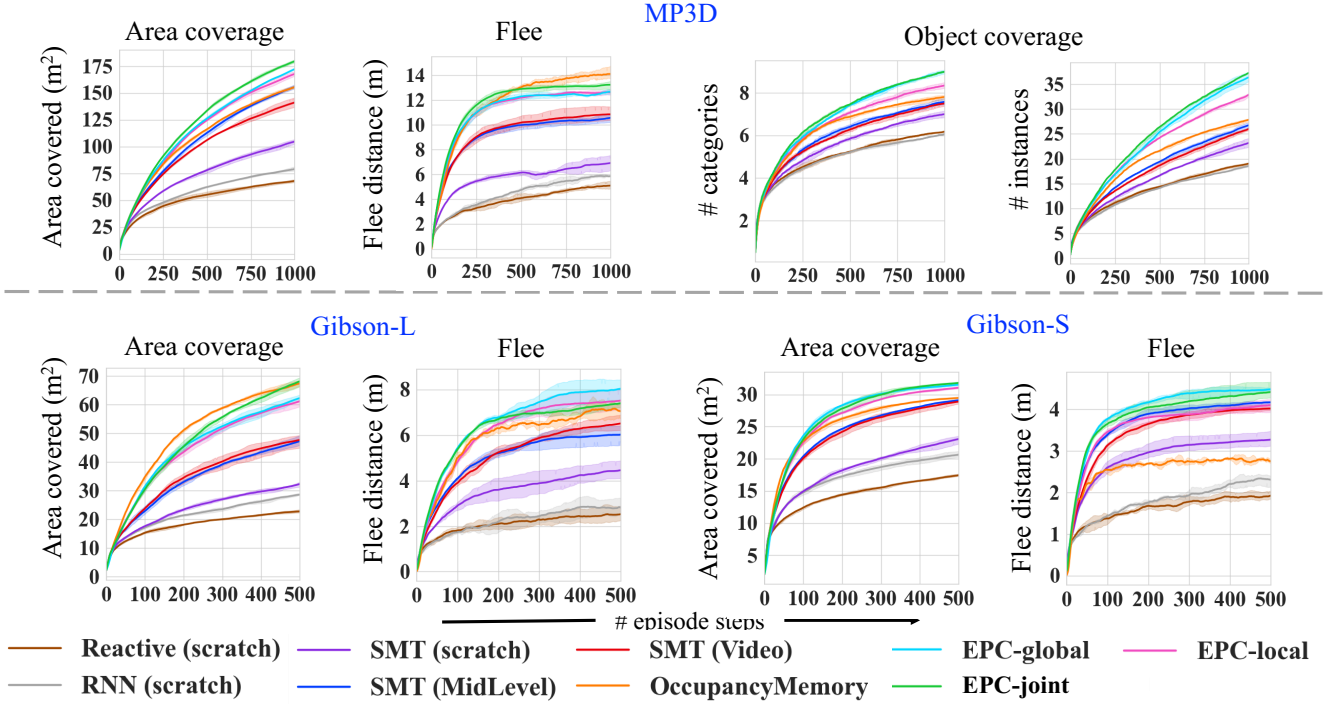 MP3D
Area coverage
Flee
Object coverage
Area covered (m²)
175
150
125
100
75
50
25
0
0 250 500 750 1000
Flee distance (m)
14
12
10
8
6
4
2
0
0 250 500 750 1000
# categories
8
6
4
2
0 250 500 750 1000
# instances
35
30
25
20
15
10
5
0
0 250 500 750 1000
Gibson-L
Gibson-S
Area coverage
Flee
Area coverage
Flee
Area covered (m²)
70
60
50
40
30
20
10
0
0 100 200 300 400 500
Flee distance (m)
8
6
4
2
0
0 100 200 300 400 500
Area covered (m²)
30
25
20
15
10
5
0 100 200 300 400 500
Flee distance (m)
4
3
2
1
0
0 100 200 300 400 500
# episode steps
Reactive (scratch) SMT (scratch) SMT (Video) EPC-global EPC-local
RNN (scratch) SMT (MidLevel) OccupancyMemory EPC-joint